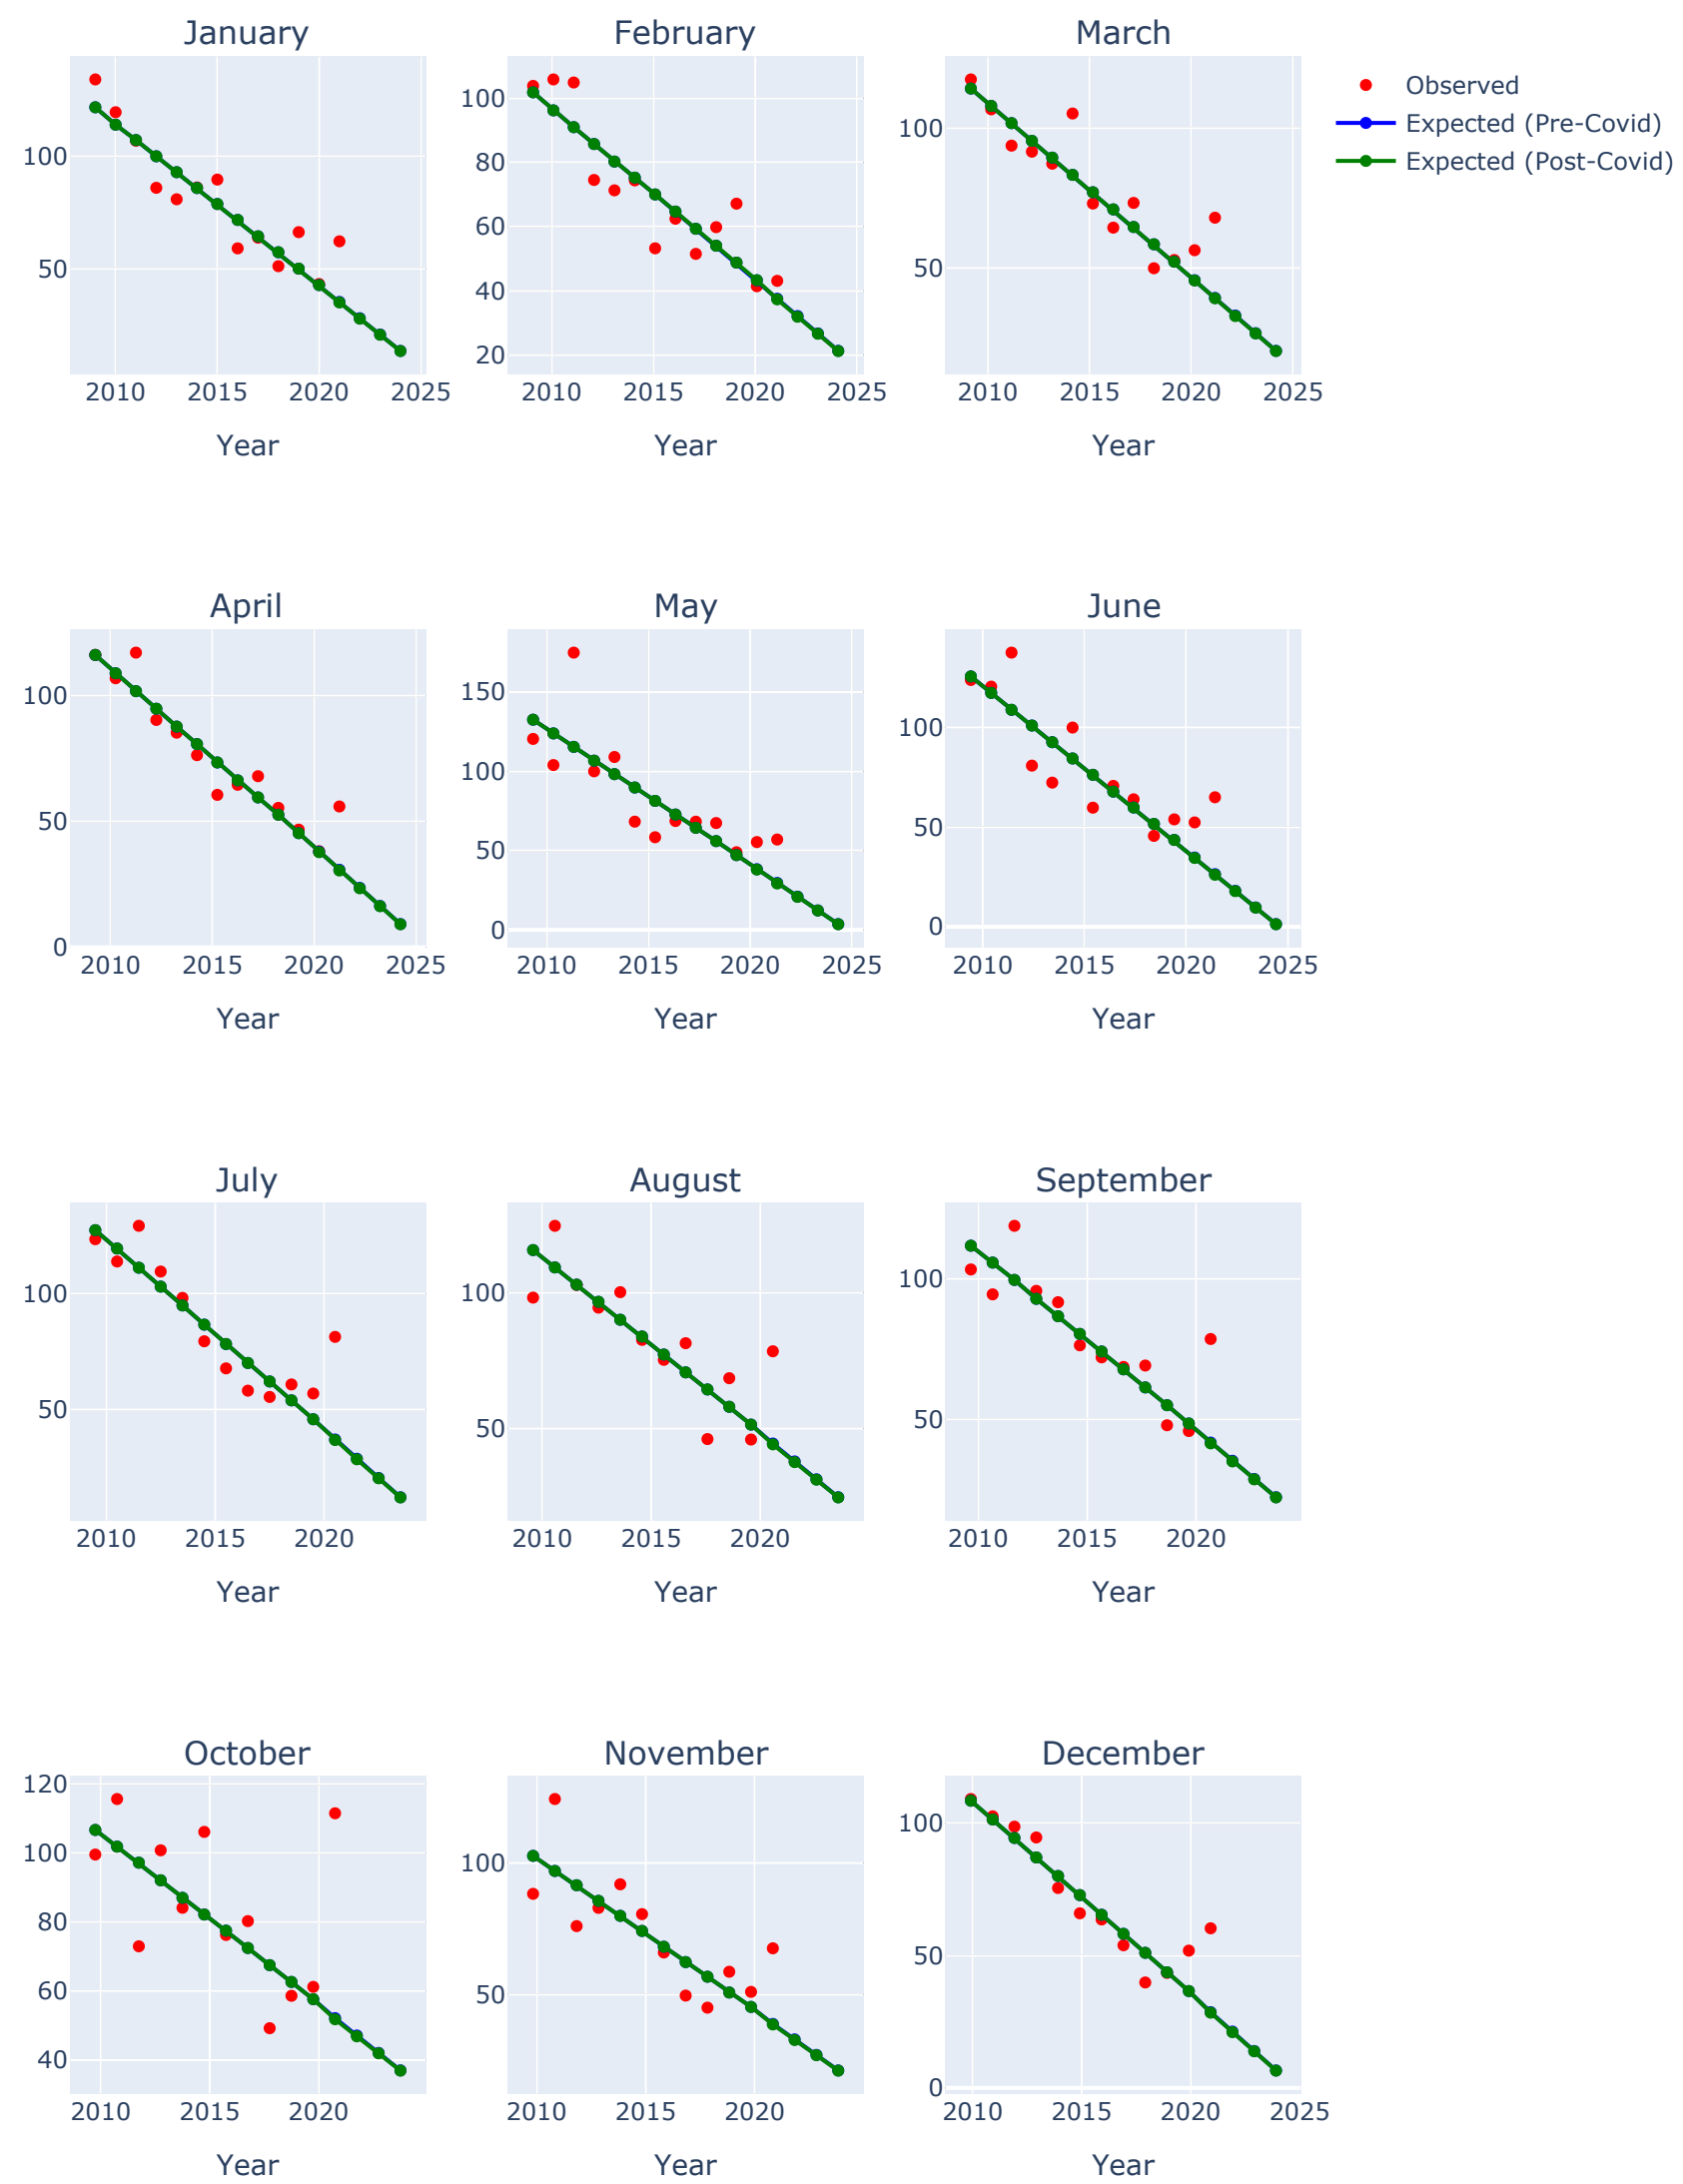 January February March
Observed
Expected (Pre-Covid)
Expected (Post-Covid)
100
50
2010 2015 2020 2025
Year
100
80
60
40
20
2010 2015 2020 2025
Year
100
50
2010 2015 2020 2025
Year
April May June
100
50
0
2010 2015 2020 2025
Year
150
100
50
0
2010 2015 2020 2025
Year
100
50
0
2010 2015 2020 2025
Year
July August September
100
50
2010 2015 2020
Year
100
50
2010 2015 2020
Year
100
50
2010 2015 2020
Year
October November December
120
100
80
60
40
2010 2015 2020
Year
100
50
2010 2015 2020
Year
100
50
0
2010 2015 2020 2025
Year